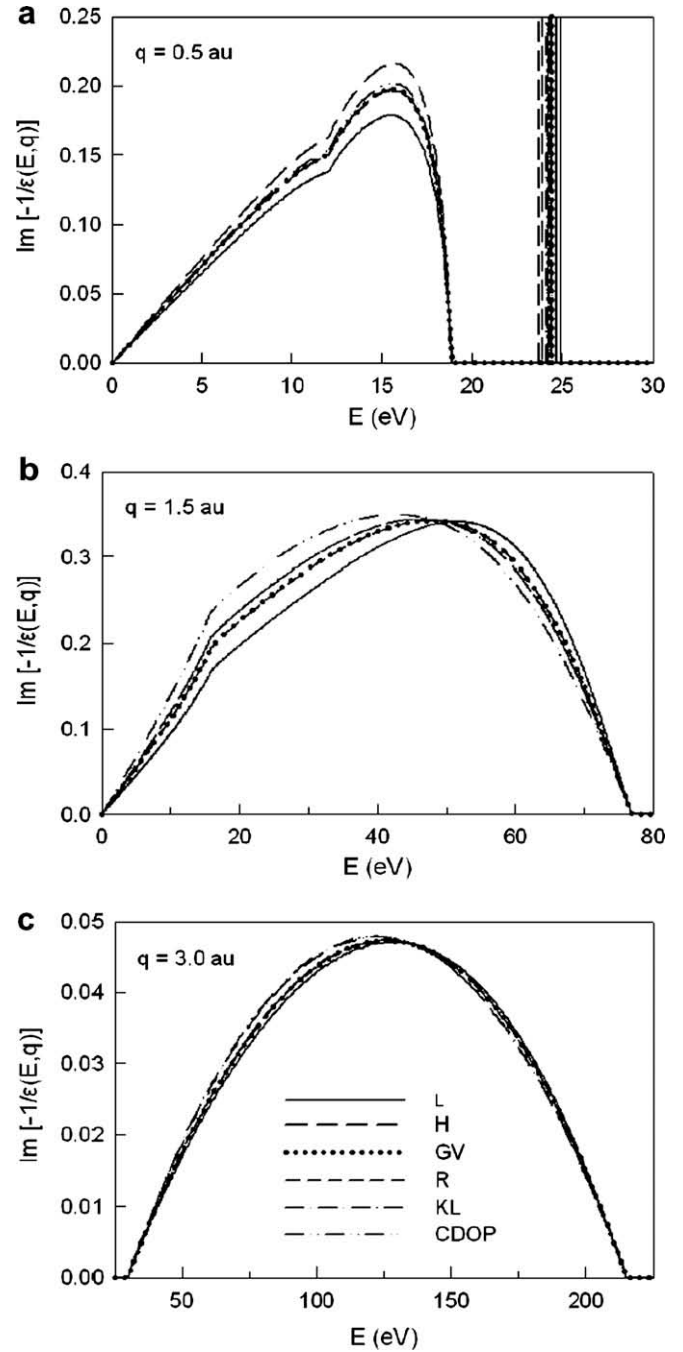 a
q = 0.5 au
Im [-1/ε(E,q)]
0.25
0.20
0.15
0.10
0.05
0.00
0 5 10 15 20 25 30
E (eV)
b
q = 1.5 au
Im [-1/ε(E,q)]
0.4
0.3
0.2
0.1
0.0
0 20 40 60 80
E (eV)
c
q = 3.0 au
Im [-1/ε(E,q)]
0.05
0.04
0.03
0.02
0.01
0.00
L
H
GV
R
KL
CDOP
50 100 150 200
E (eV)